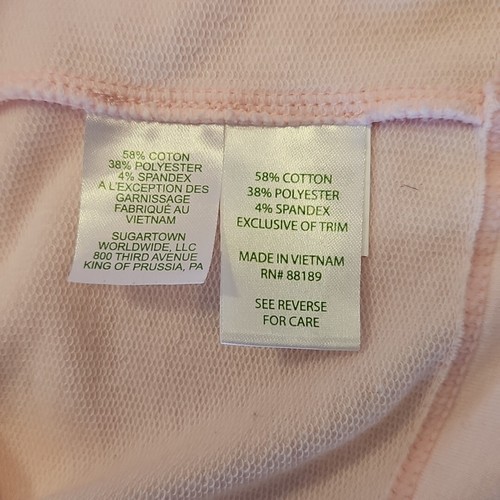 58% COTON
38% POLYESTER
4% SPANDEX
A L'EXCEPTION DES
GARNISSAGE
FABRIQUÉ AU
VIETNAM
SUGARTOWN
WORLDWIDE, LLC
800 THIRD AVENUE
KING OF PRUSSIA, PA
58% COTTON
38% POLYESTER
4% SPANDEX
EXCLUSIVE OF TRIM
MADE IN VIETNAM
RN# 88189
SEE REVERSE
FOR CARE